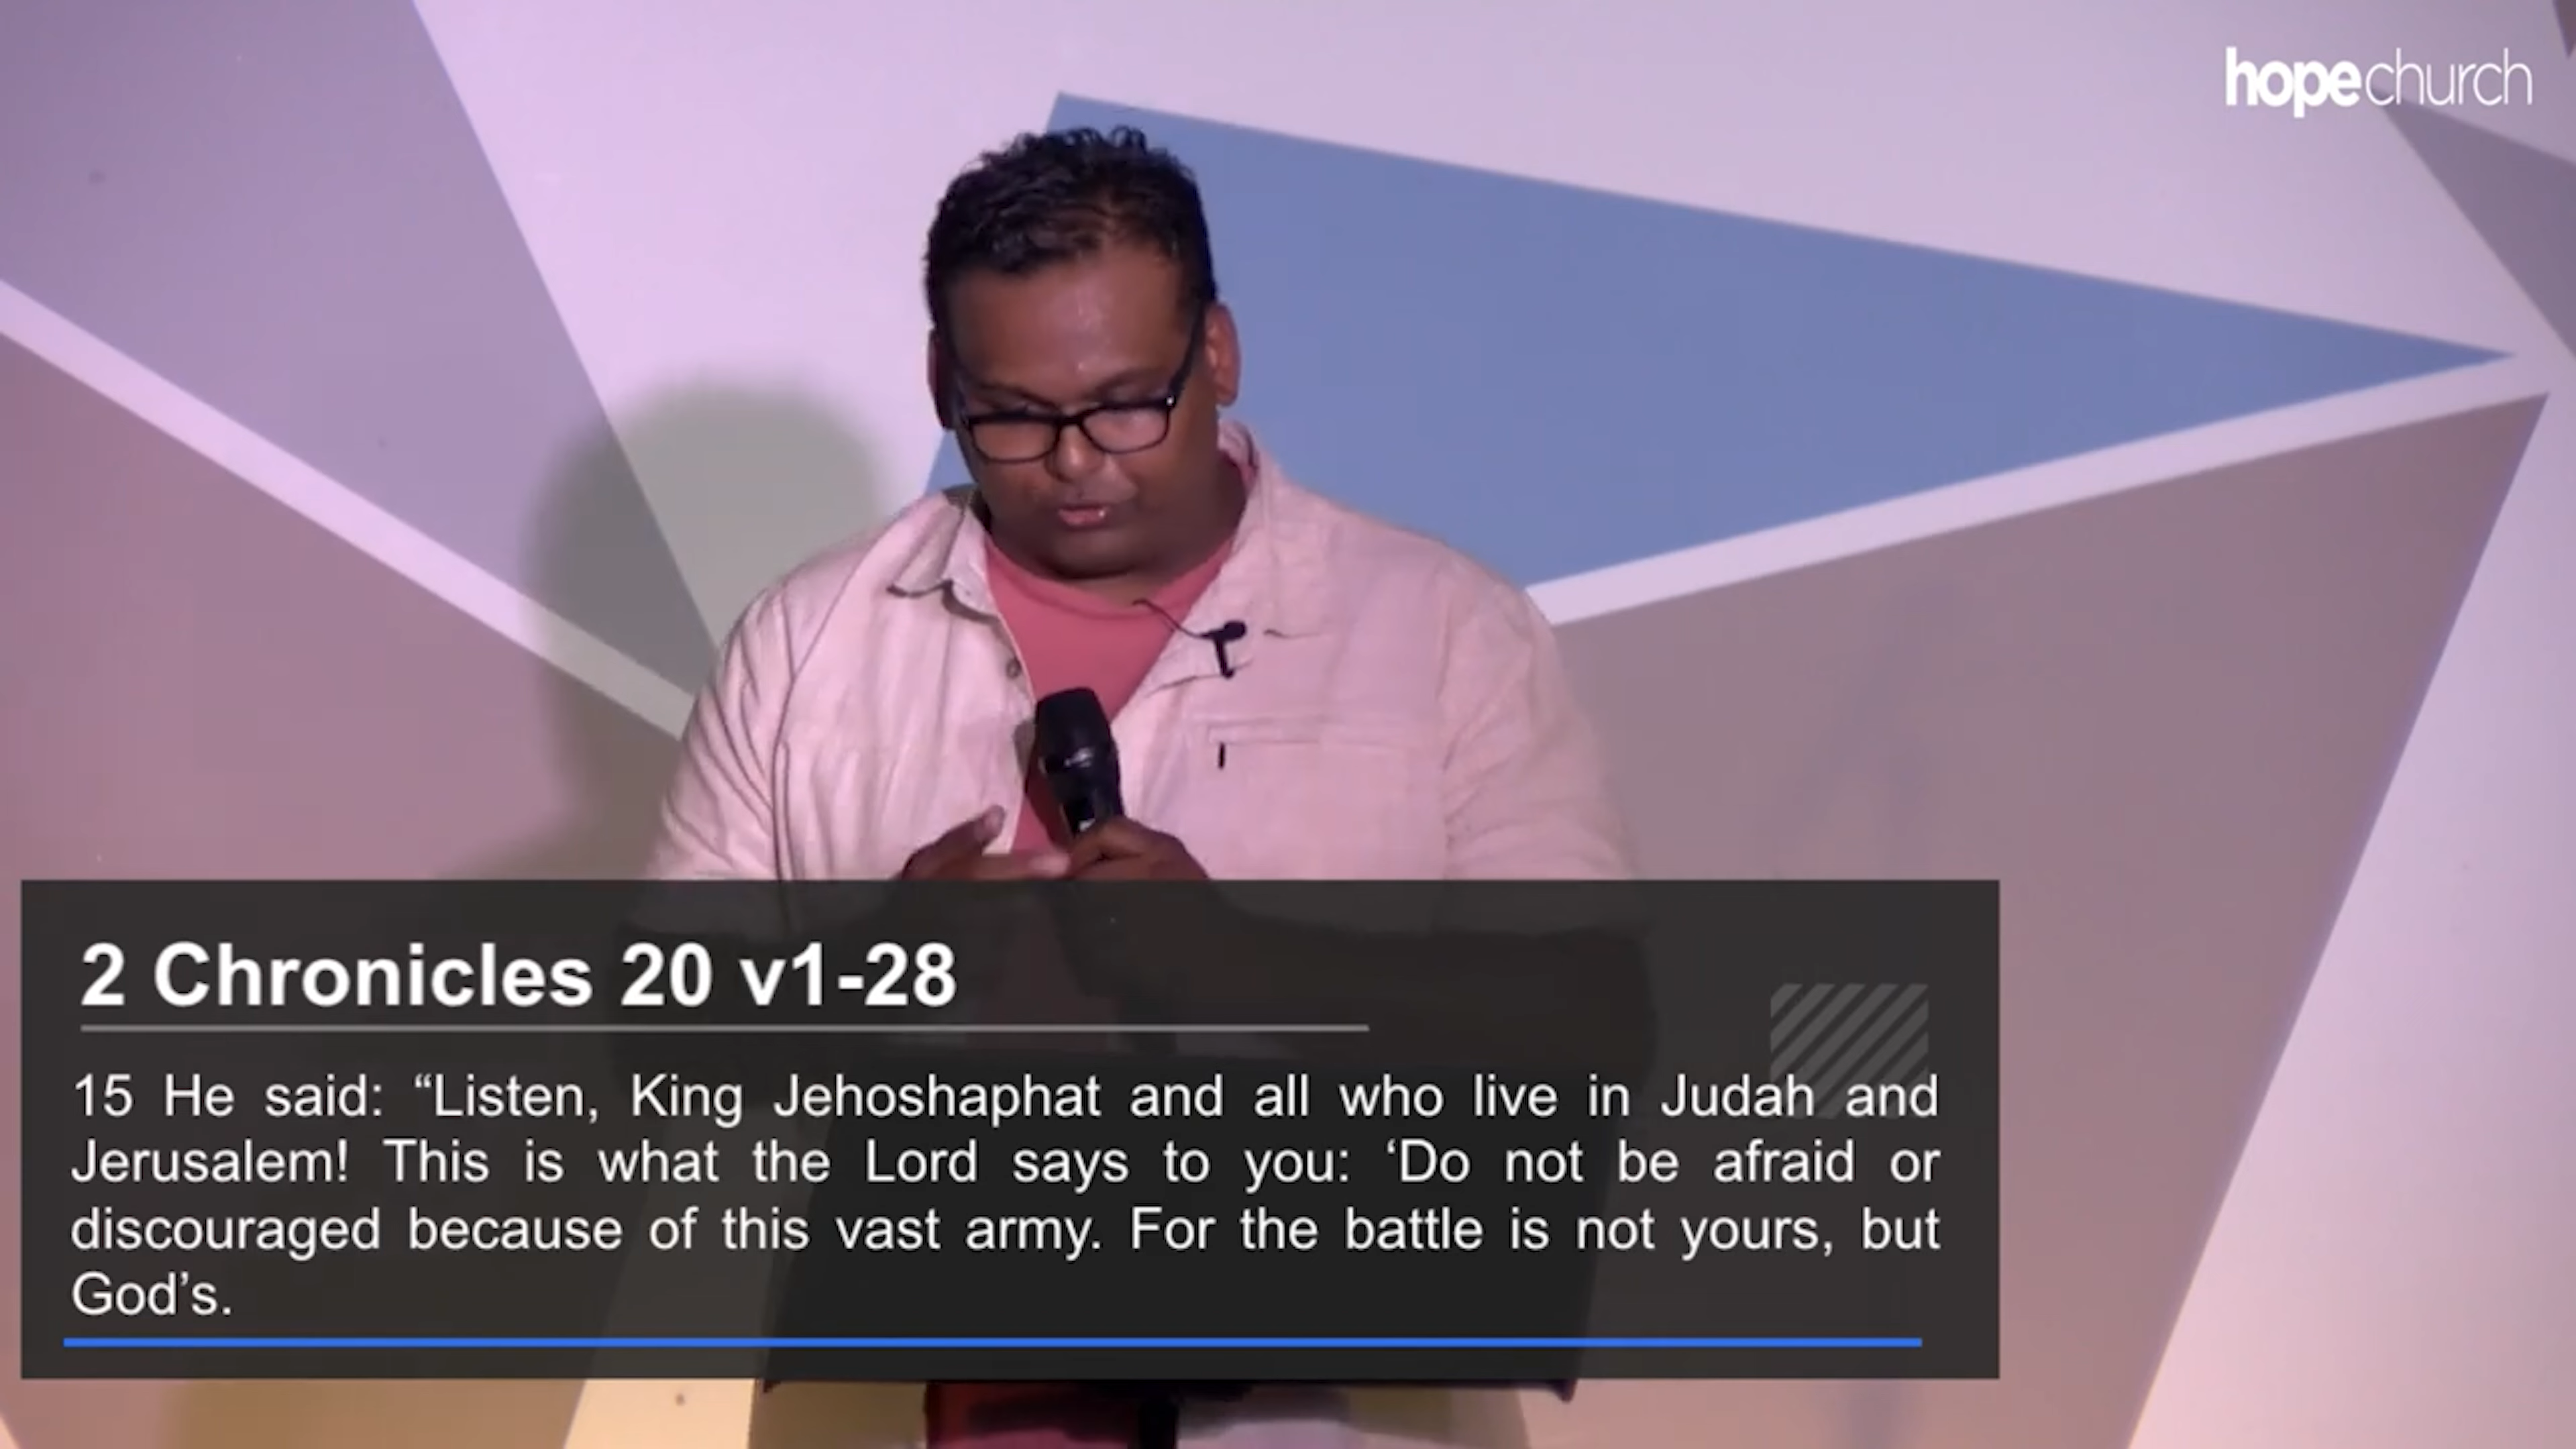 hopechurch
2 Chronicles 20 v1-28
15 He said: “Listen, King Jehoshaphat and all who live in Judah and
Jerusalem! This is what the Lord says to you: ‘Do not be afraid or
discouraged because of this vast army. For the battle is not yours, but
God’s.